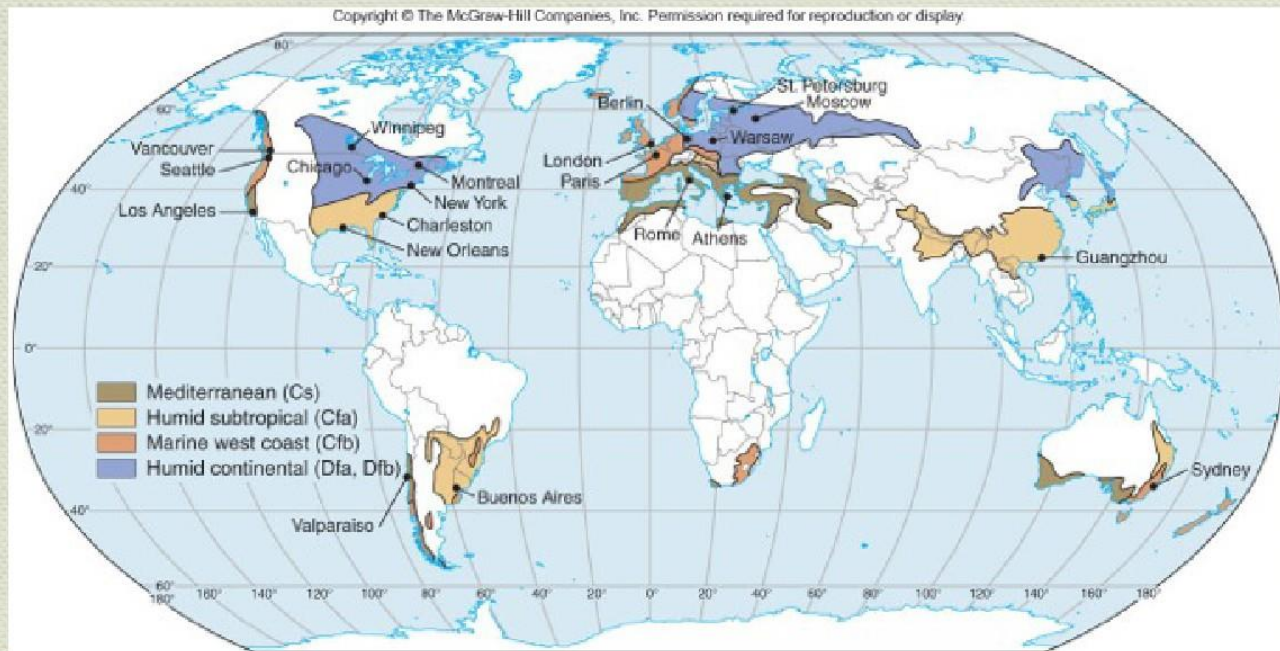 Copyright © The McGraw-Hill Companies, Inc. Permission required for reproduction or display.
80°
60°
40°
20°
0°
20°
40°
60°
Vancouver
Seattle
Los Angeles
Winnipeg
Chicago
Montreal
New York
Charleston
New Orleans
Berlin
London
Paris
St. Petersburg
Moscow
Warsaw
Rome
Athens
Guangzhou
Mediterranean (Cs)
Humid subtropical (Cfa)
Marine west coast (Cfb)
Humid continental (Dfa, Dfb)
Valparaiso
Buenos Aires
Sydney
180° 160° 140° 120° 100° 80° 60° 40° 20° 0° 20° 40° 60° 80° 100° 120° 140° 160° 180°